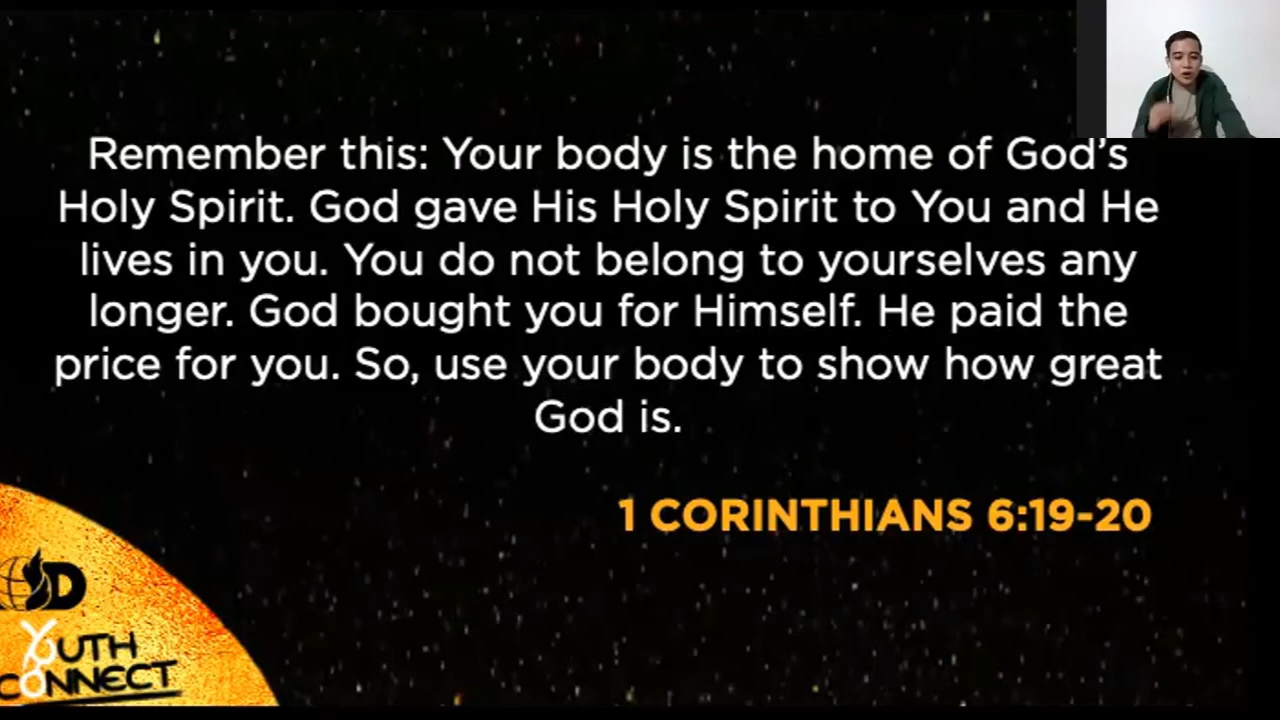 Remember this: Your body is the home of God’s
Holy Spirit. God gave His Holy Spirit to You and He
lives in you. You do not belong to yourselves any
longer. God bought you for Himself. He paid the
price for you. So, use your body to show how great
God is.
1 CORINTHIANS 6:19-20
D
YOUTH
CONNECT